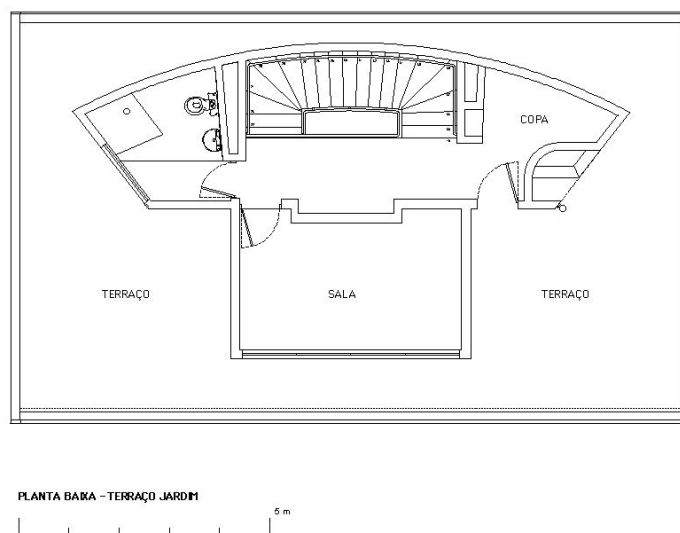 COPA
TERRAÇO
SALA
TERRAÇO
PLANTA BAIXA - TERRAÇO JARDIM
5 m